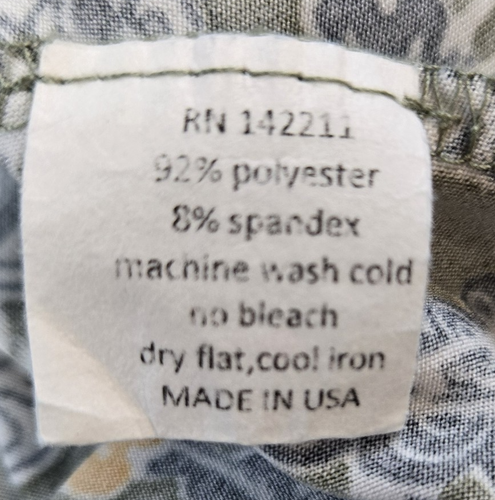 RN 142211
92% polyester
8% spandex
machine wash cold
no bleach
dry flat,cool iron
MADE IN USA